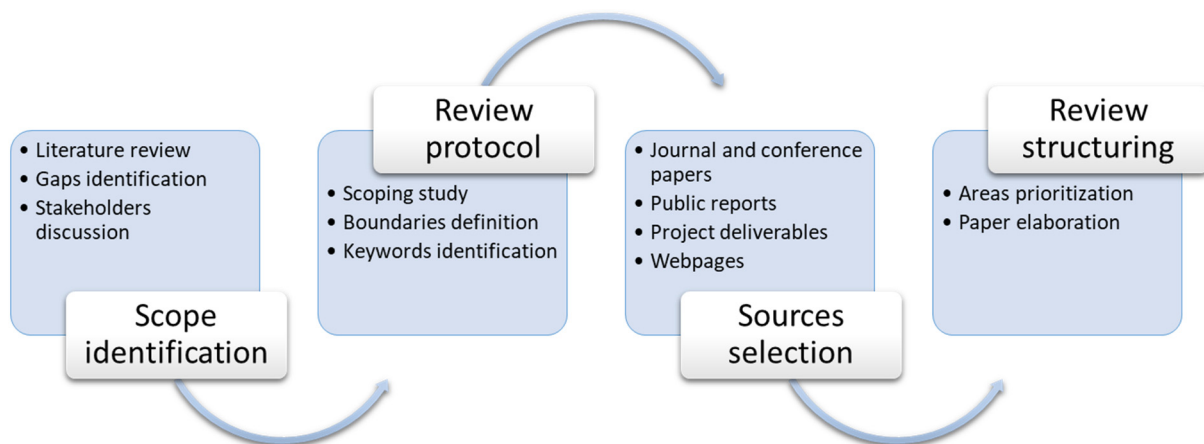 • Literature review
• Gaps identification
• Stakeholders
discussion
Scope
identification
Review
protocol
• Scoping study
• Boundaries definition
• Keywords identification
• Journal and conference
papers
• Public reports
• Project deliverables
• Webpages
Sources
selection
Review
structuring
• Areas prioritization
• Paper elaboration